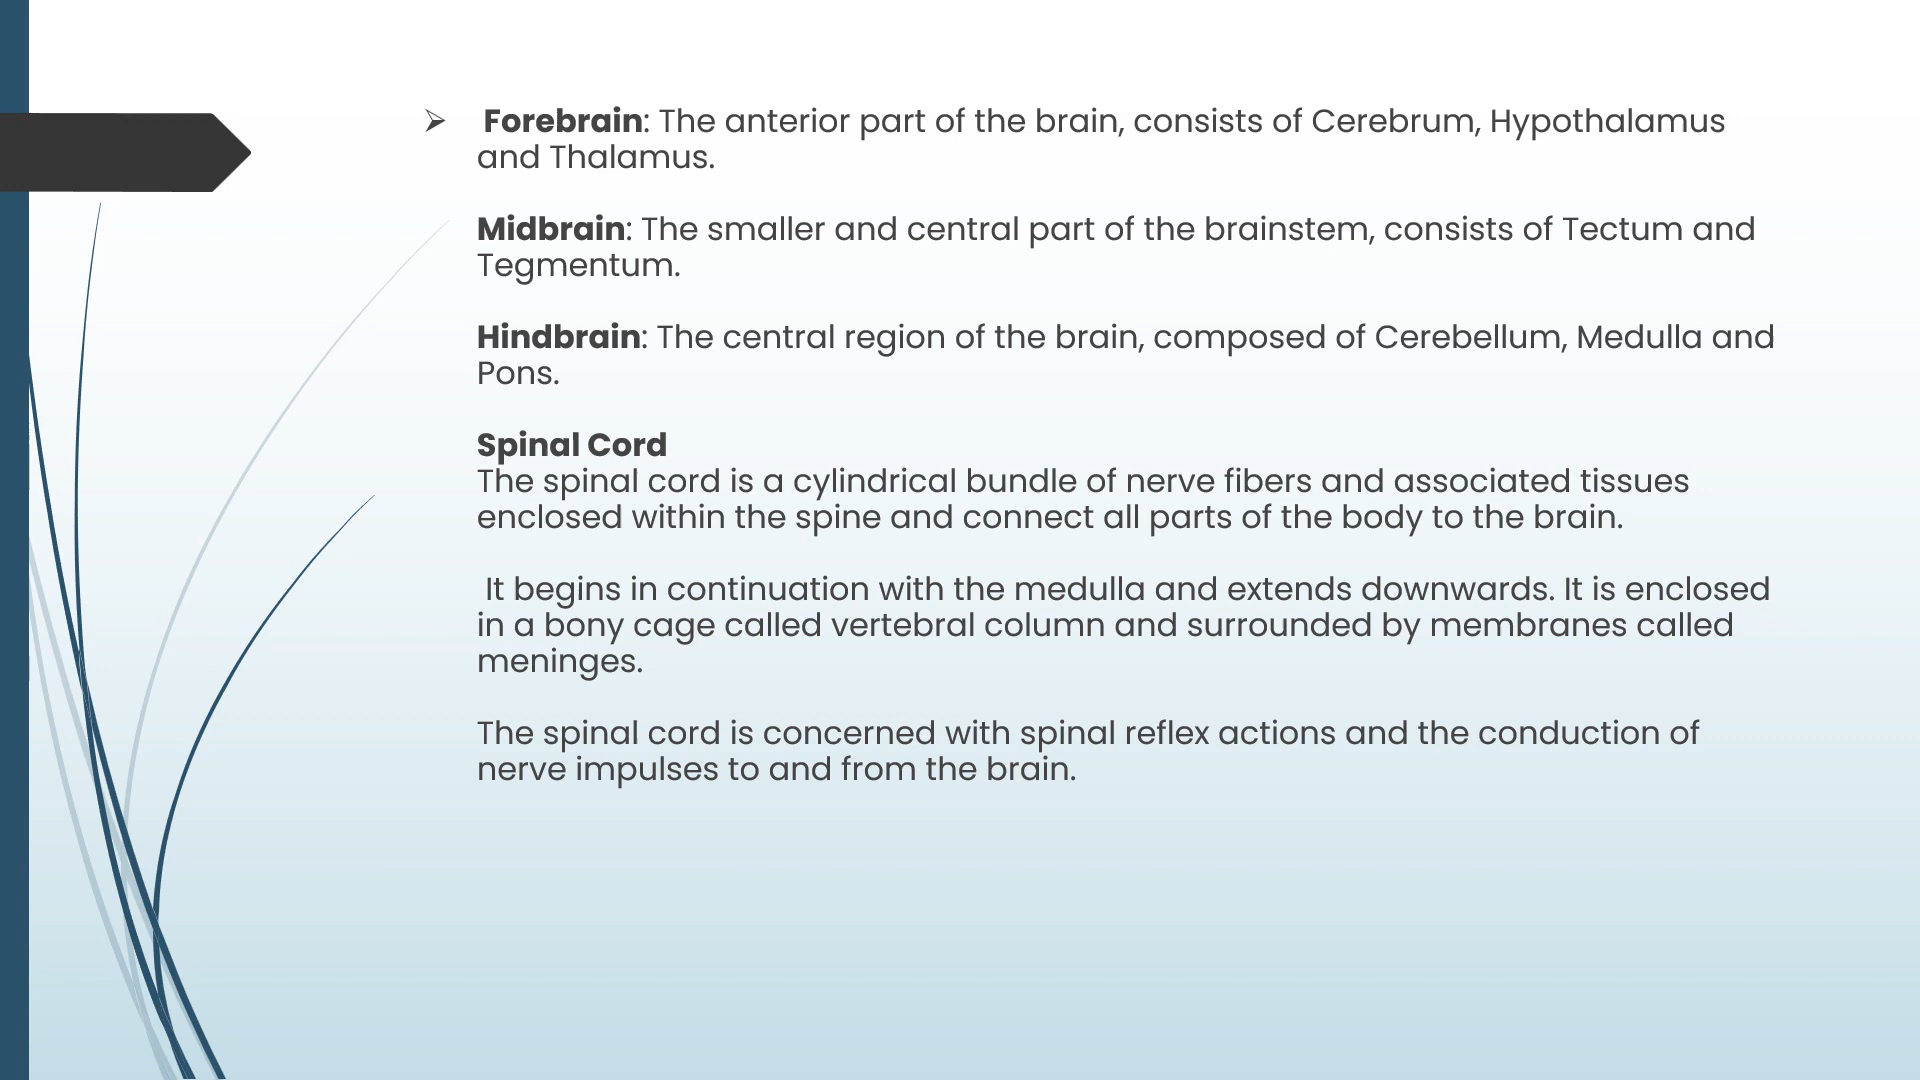 ➢ Forebrain: The anterior part of the brain, consists of Cerebrum, Hypothalamus
and Thalamus.
Midbrain: The smaller and central part of the brainstem, consists of Tectum and
Tegmentum.
Hindbrain: The central region of the brain, composed of Cerebellum, Medulla and
Pons.
Spinal Cord
The spinal cord is a cylindrical bundle of nerve fibers and associated tissues
enclosed within the spine and connect all parts of the body to the brain.
It begins in continuation with the medulla and extends downwards. It is enclosed
in a bony cage called vertebral column and surrounded by membranes called
meninges.
The spinal cord is concerned with spinal reflex actions and the conduction of
nerve impulses to and from the brain.